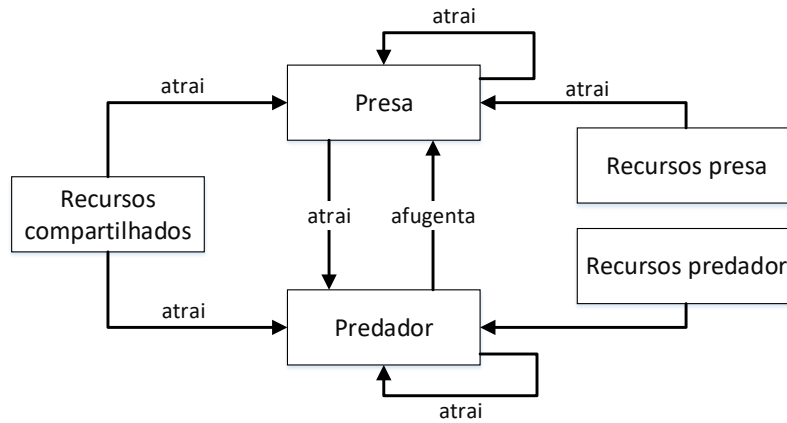 atrai
Presa
atrai
atrai
Recursos presa
Recursos
compartilhados
atrai
afugenta
Recursos predador
atrai
Predador
atrai